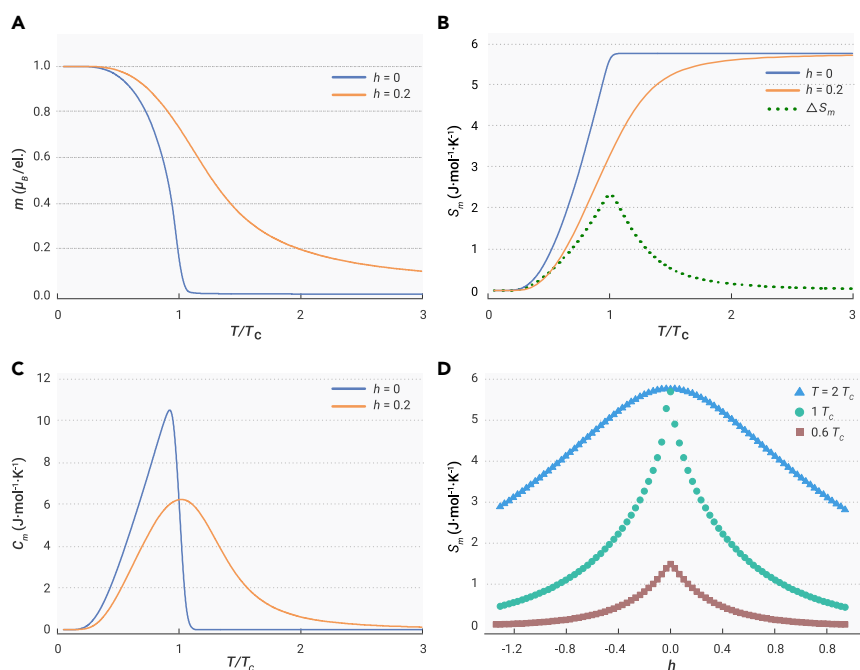 A
m (μB/el.)
1.0
0.8
0.6
0.4
0.2
0.0
h = 0
h = 0.2
0 1 2 3
T/TC
B
Sm (J·mol⁻¹·K⁻¹)
6
5
4
3
2
1
0
h = 0
h = 0.2
△Sm
0 1 2 3
T/TC
C
Cm (J·mol⁻¹·K⁻¹)
12
10
8
6
4
2
0
h = 0
h = 0.2
0 1 2 3
T/Tc
D
Sm (J·mol⁻¹·K⁻¹)
6
5
4
3
2
1
0
T = 2 Tc
1 Tc
0.6 Tc
-1.2 -0.8 -0.4 0.0 0.4 0.8 0.8
h